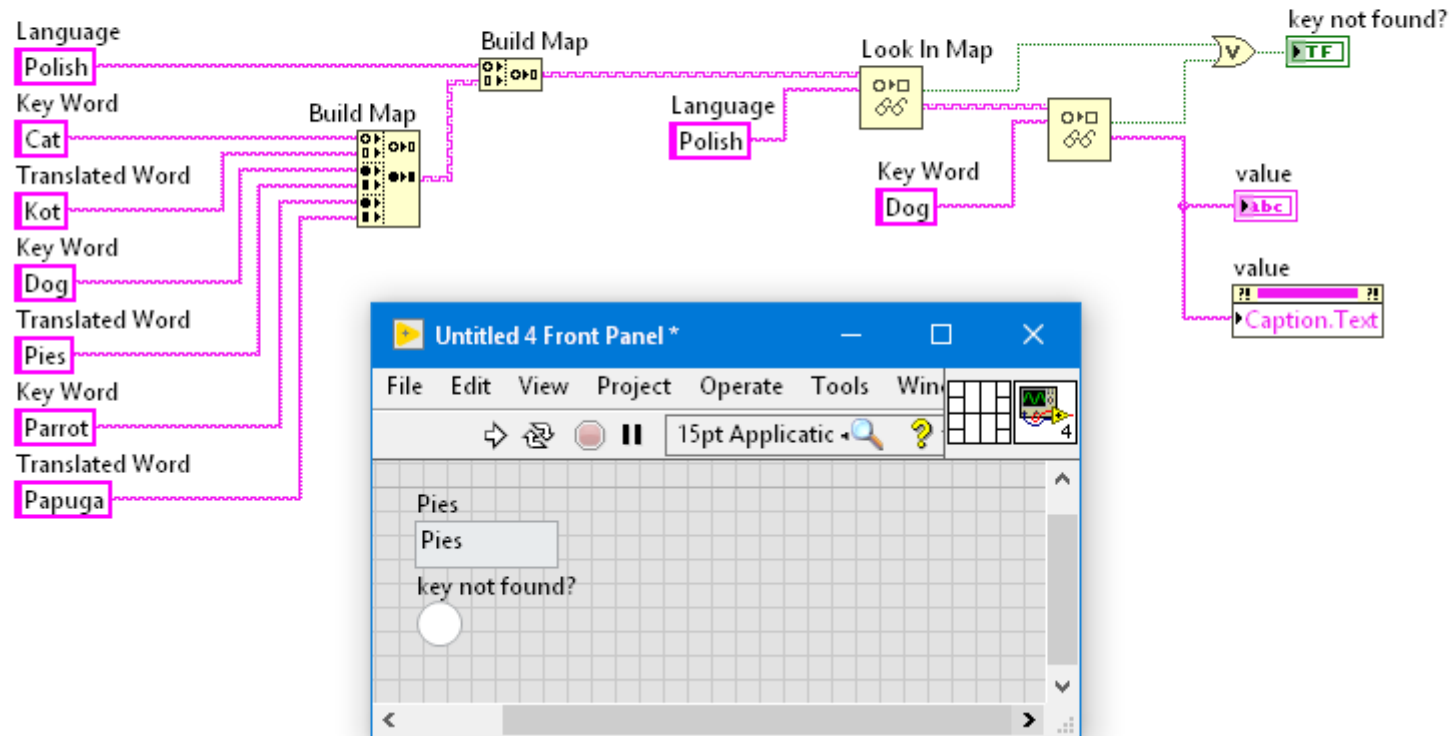 Language
Polish
Key Word
Cat
Translated Word
Kot
Key Word
Dog
Translated Word
Pies
Key Word
Parrot
Translated Word
Papuga
Build Map
Build Map
Look In Map
Language
Polish
Key Word
Dog
key not found?
TF
V
value
abc
value
?! ?!
Caption.Text
Untitled 4 Front Panel *
File Edit View Project Operate Tools Wind
15pt Applicatic
?
4
Pies
Pies
key not found?